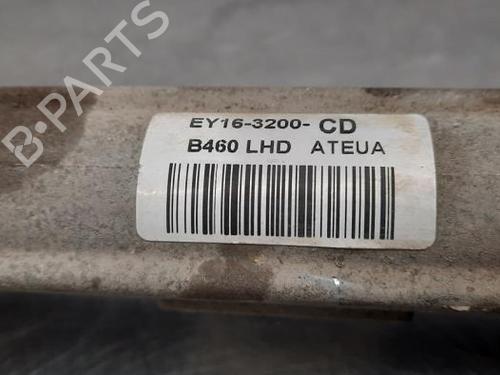 EY16-3200- CD
B460 LHD ATEUA
B-PARTS